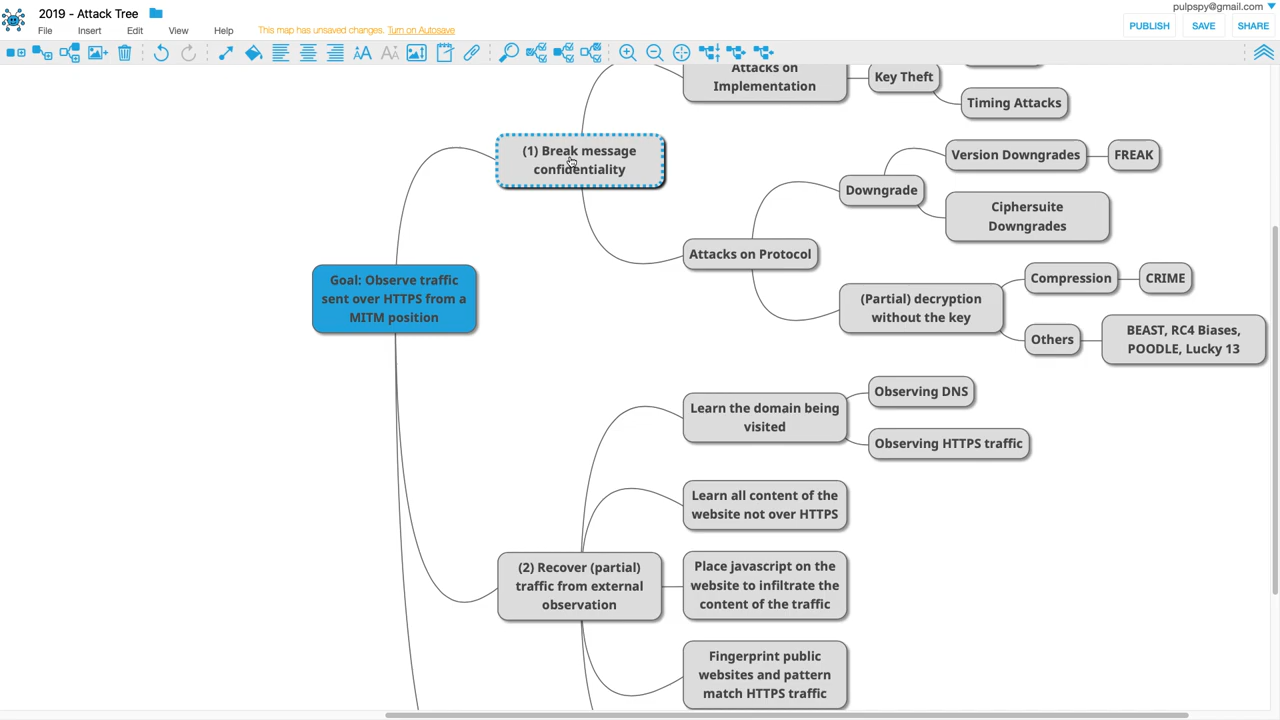 pulpspy@gmail.com
2019 - Attack Tree
File Insert Edit View Help
This map has unsaved changes. Turn on Autosave
PUBLISH SAVE SHARE
Attacks on
Implementation
Key Theft
Timing Attacks
(1) Break message
confidentiality
Version Downgrades
FREAK
Downgrade
Ciphersuite
Downgrades
Attacks on Protocol
Goal: Observe traffic
sent over HTTPS from a
MITM position
(Partial) decryption
without the key
Compression
CRIME
Others
BEAST, RC4 Biases,
POODLE, Lucky 13
Learn the domain being
visited
Observing DNS
Observing HTTPS traffic
Learn all content of the
website not over HTTPS
(2) Recover (partial)
traffic from external
observation
Place javascript on the
website to infiltrate the
content of the traffic
Fingerprint public
websites and pattern
match HTTPS traffic